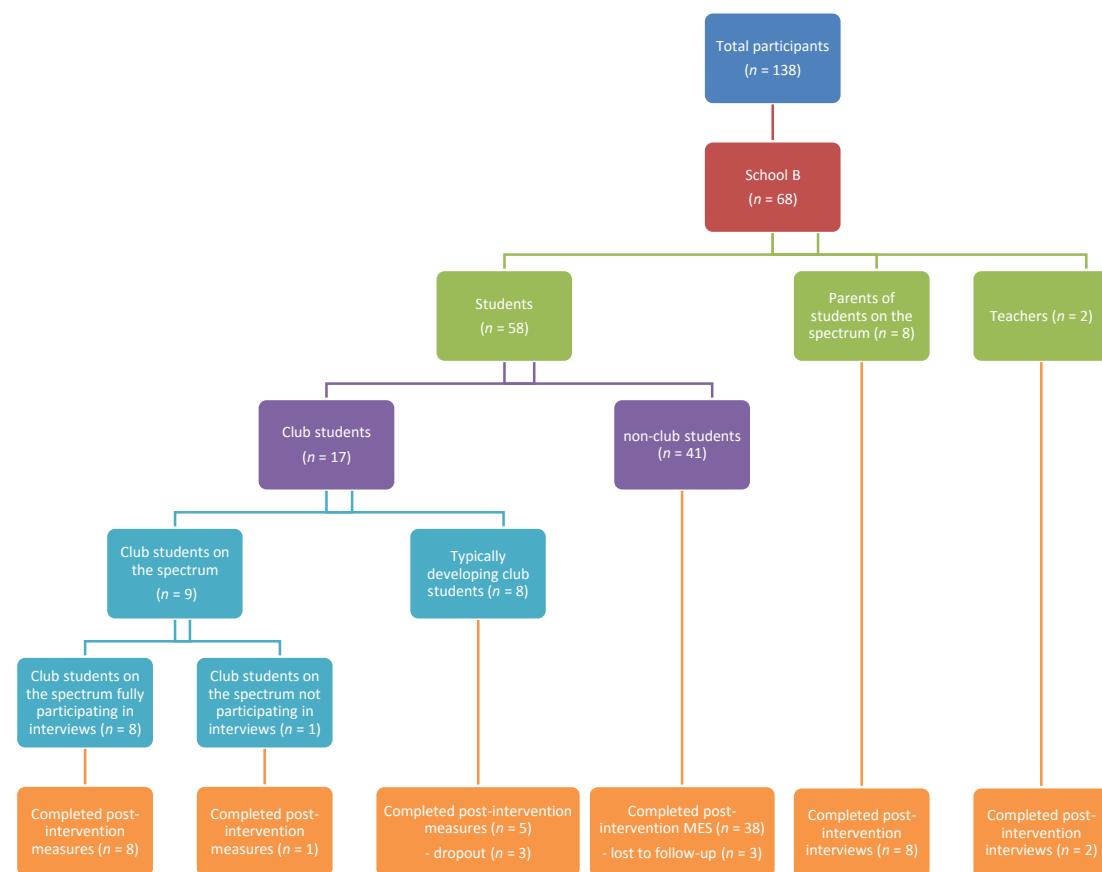 Total participants
(n = 138)
School B
(n = 68)
Students
(n = 58)
Parents of
students on the
spectrum (n = 8)
Teachers (n = 2)
Club students
(n = 17)
non-club students
(n = 41)
Club students on
the spectrum
(n = 9)
Typically
developing club
students (n = 8)
Club students on
the spectrum fully
participating in
interviews (n = 8)
Club students on
the spectrum not
participating in
interviews (n = 1)
Completed post-
intervention
measures (n = 8)
Completed post-
intervention
measures (n = 1)
Completed post-intervention
measures (n = 5)
- dropout (n = 3)
Completed post-
intervention MES (n = 38)
- lost to follow-up (n = 3)
Completed post-
intervention
interviews (n = 8)
Completed post-
intervention
interviews (n = 2)